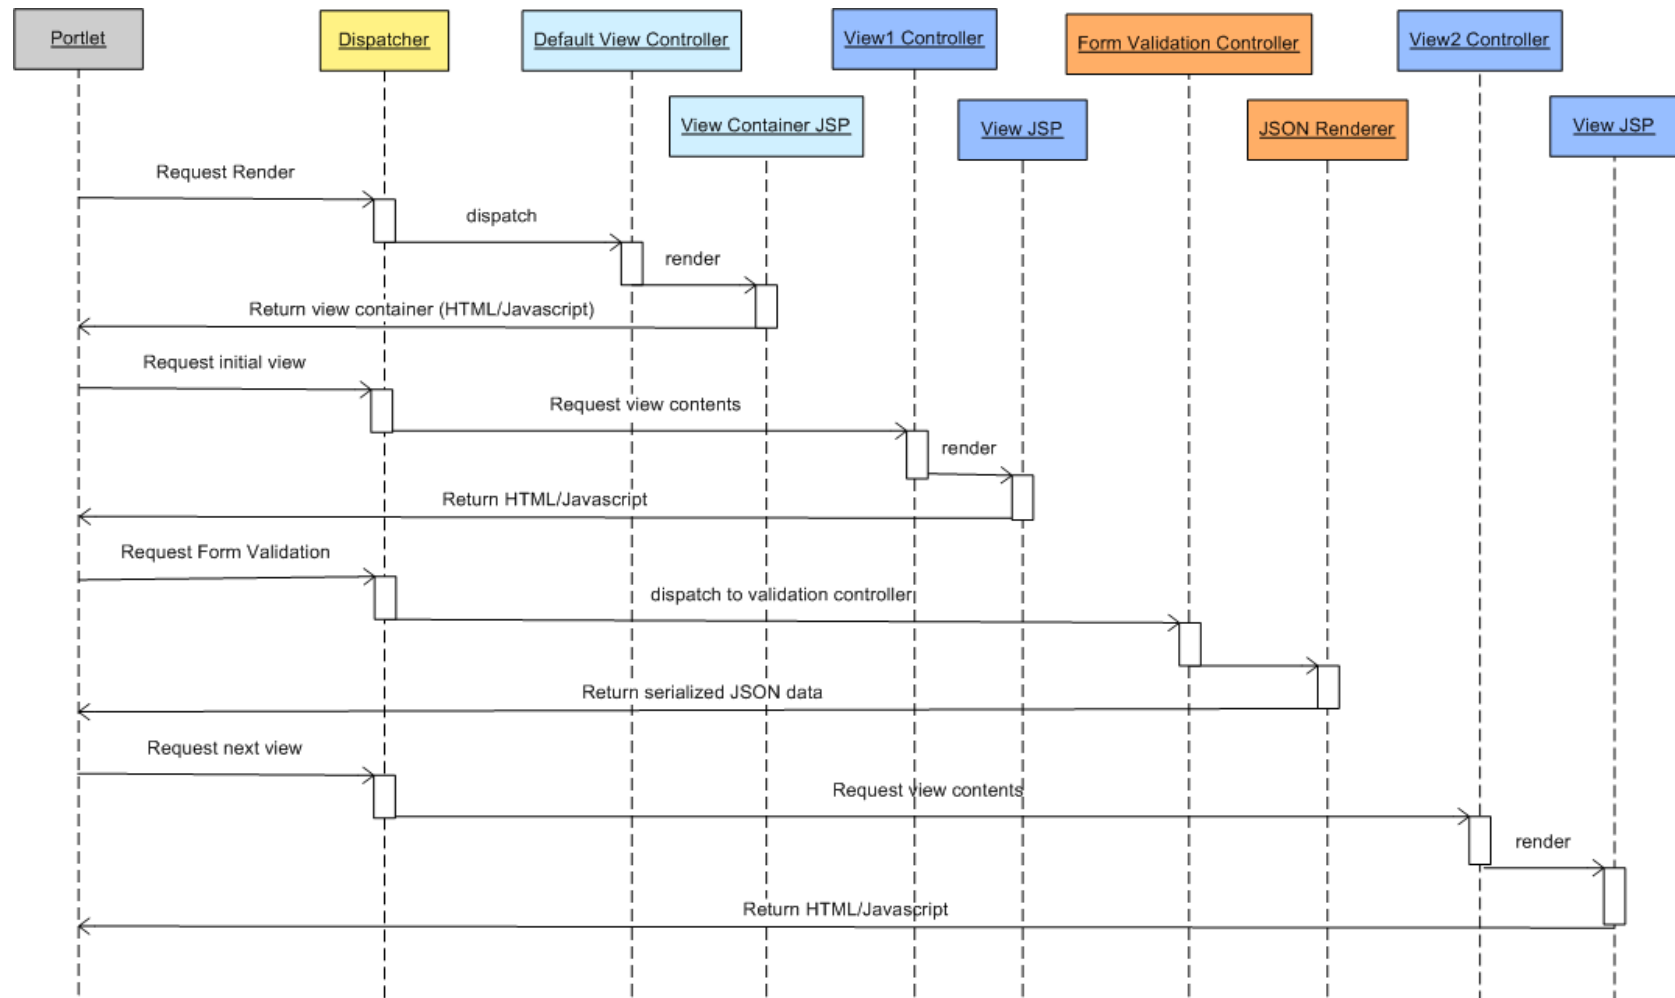 Portlet
Dispatcher
Default View Controller
View1 Controller
Form Validation Controller
View2 Controller
View Container JSP
View JSP
JSON Renderer
View JSP
Request Render
dispatch
render
Return view container (HTML/Javascript)
Request initial view
Request view contents
render
Return HTML/Javascript
Request Form Validation
dispatch to validation controller
Return serialized JSON data
Request next view
Request view contents
render
Return HTML/Javascript